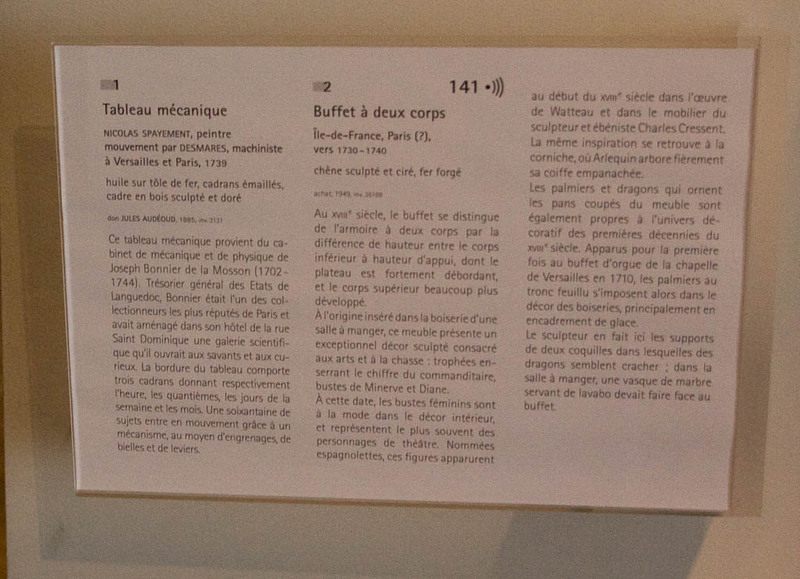 1
Tableau mécanique
NICOLAS SPAYEMENT, peintre
mouvement par DESMARES, machiniste
à Versailles et Paris, 1739
huile sur tôle de fer, cadrans émaillés,
cadre en bois sculpté et doré
don JULES AUDÉOUD, 1885, inv. 2121
Ce tableau mécanique provient du ca-
binet de mécanique et de physique de
Joseph Bonnier de la Mosson (1702-
1744). Trésorier général des Etats de
Languedoc, Bonnier était l'un des col-
lectionneurs les plus réputés de Paris et
avait aménagé dans son hôtel de la rue
Saint Dominique une galerie scientifi-
que qu'il ouvrait aux savants et aux cu-
rieux. La bordure du tableau comporte
trois cadrans donnant respectivement
l'heure, les quantièmes, les jours de la
semaine et les mois. Une soixantaine de
sujets entre en mouvement grâce à un
mécanisme, au moyen d'engrenages, de
bielles et de leviers.
2 141
Buffet à deux corps
Île-de-France, Paris (?),
vers 1730-1740
chêne sculpté et ciré, fer forgé
achat, 1949, inv.
Au XVIIIe siècle, le buffet se distingue
de l'armoire à deux corps par la
différence de hauteur entre le corps
inférieur à hauteur d'appui, dont le
plateau est fortement débordant,
et le corps supérieur beaucoup plus
développé.
À l'origine inséré dans la boiserie d'une
salle à manger, ce meuble présente un
exceptionnel décor sculpté consacré
aux arts et à la chasse : trophées en-
serrant le chiffre du commanditaire,
bustes de Minerve et Diane.
À cette date, les bustes féminins sont
à la mode dans le décor intérieur,
et représentent le plus souvent des
personnages de théâtre. Nommées
espagnolettes, ces figures apparurent
au début du XVIIIe siècle dans l'œuvre
de Watteau et dans le mobilier du
sculpteur et ébéniste Charles Cressent.
La même inspiration se retrouve à la
corniche, où Arlequin arbore fièrement
sa coiffe empanachée.
Les palmiers et dragons qui ornent
les pans coupés du meuble sont
également propres à l'univers dé-
coratif des premières décennies du
XVIIIe siècle. Apparus pour la première
fois au buffet d'orgue de la chapelle
de Versailles en 1710, les palmiers au
tronc feuillu s'imposent alors dans le
décor des boiseries, principalement en
encadrement de glace.
Le sculpteur en fait ici les supports
de deux coquilles dans lesquelles des
dragons semblent cracher ; dans la
salle à manger, une vasque de marbre
servant de lavabo devait faire face au
buffet.